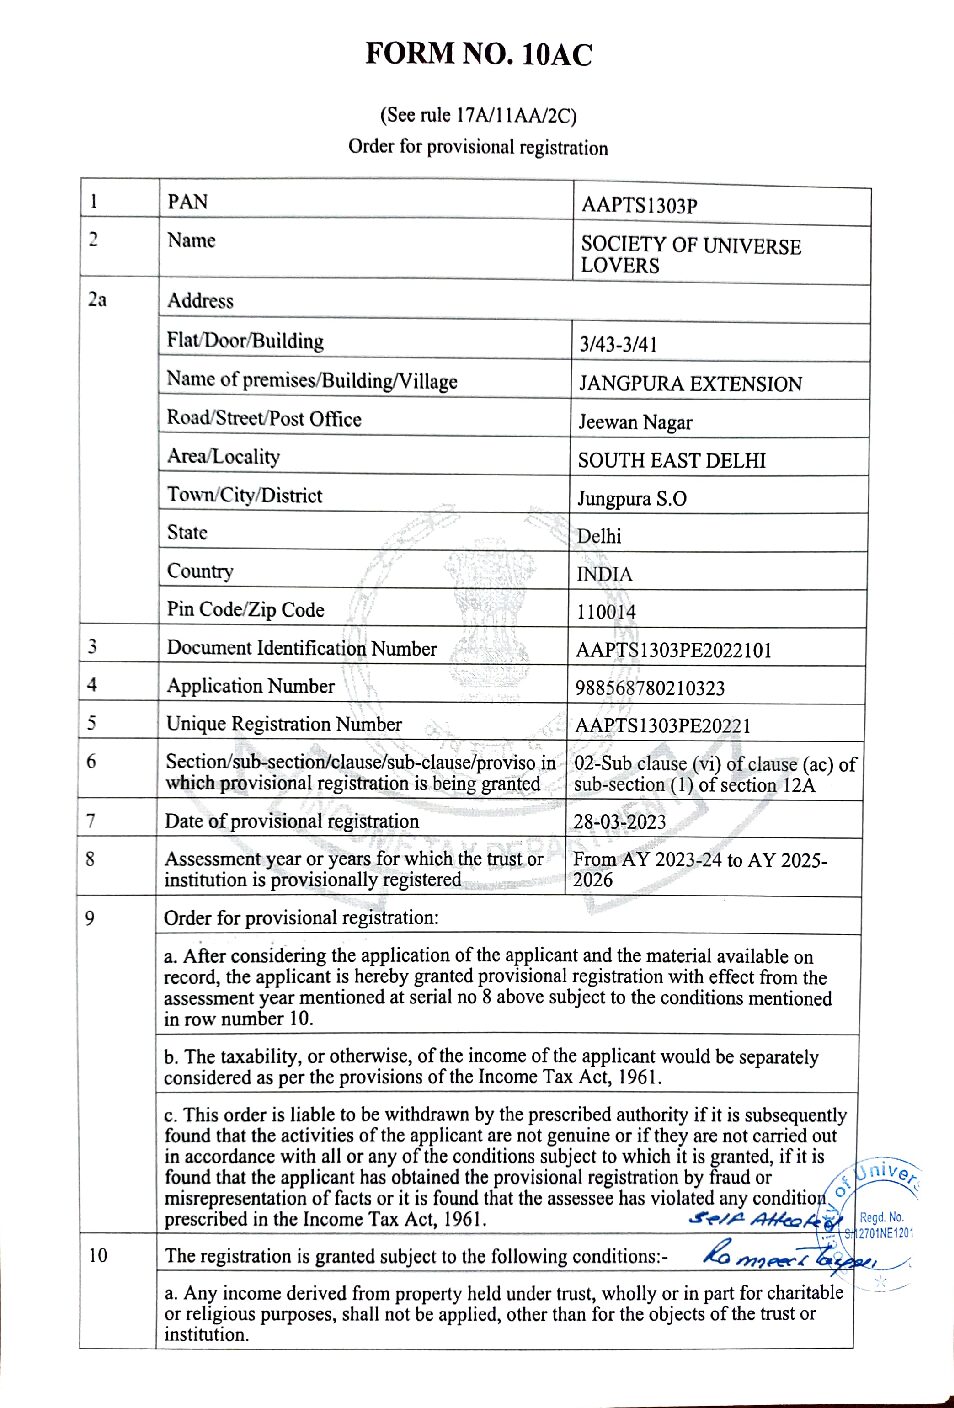 FORM NO. 10AC
(See rule 17A/11AA/2C)
Order for provisional registration
1 PAN AAPTS1303P
2 Name SOCIETY OF UNIVERSE
LOVERS
2a Address
Flat/Door/Building 3/43-3/41
Name of premises/Building/Village JANGPURA EXTENSION
Road/Street/Post Office Jeewan Nagar
Area/Locality SOUTH EAST DELHI
Town/City/District Jungpura S.O
State Delhi
Country INDIA
Pin Code/Zip Code 110014
3 Document Identification Number AAPTS1303PE2022101
4 Application Number 988568780210323
5 Unique Registration Number AAPTS1303PE20221
6 Section/sub-section/clause/sub-clause/proviso in 02-Sub clause (vi) of clause (ac) of
which provisional registration is being granted sub-section (1) of section 12A
7 Date of provisional registration 28-03-2023
8 Assessment year or years for which the trust or From AY 2023-24 to AY 2025-
institution is provisionally registered 2026
INCOME TAX DEPARTMENT
9 Order for provisional registration:
a. After considering the application of the applicant and the material available on
record, the applicant is hereby granted provisional registration with effect from the
assessment year mentioned at serial no 8 above subject to the conditions mentioned
in row number 10.
b. The taxability, or otherwise, of the income of the applicant would be separately
considered as per the provisions of the Income Tax Act, 1961.
c. This order is liable to be withdrawn by the prescribed authority if it is subsequently
found that the activities of the applicant are not genuine or if they are not carried out
in accordance with all or any of the conditions subject to which it is granted, if it is
found that the applicant has obtained the provisional registration by fraud or
misrepresentation of facts or it is found that the assessee has violated any condition
prescribed in the Income Tax Act, 1961.
Self Attested
of Univer
Regd. No.
10 The registration is granted subject to the following conditions:-
a. Any income derived from property held under trust, wholly or in part for charitable
or religious purposes, shall not be applied, other than for the objects of the trust or
institution.